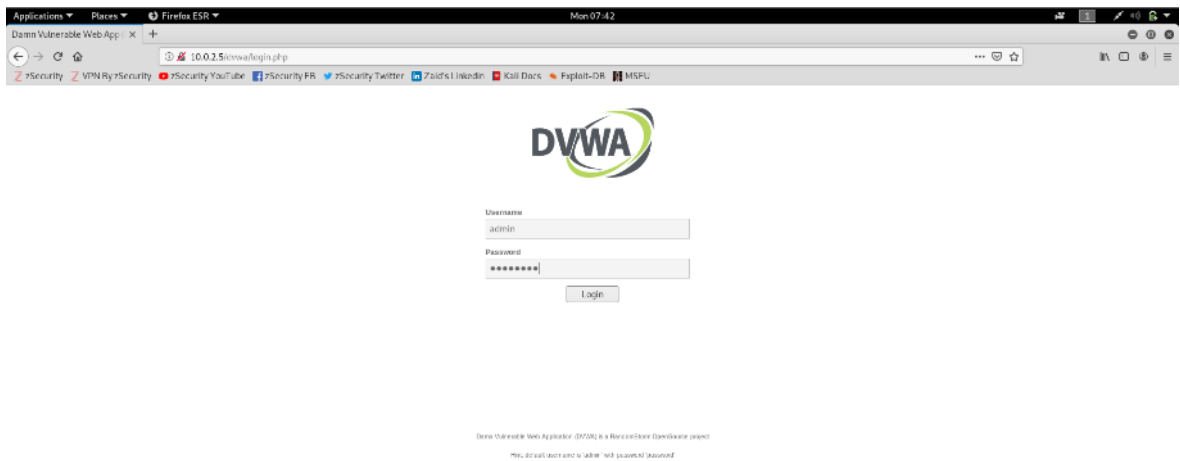 Applications Places Firefox ESR Mon 07:42 1
Damn Vulnerable Web App
10.0.2.5/dvwa/login.php
zSecurity VPN By zSecurity zSecurity YouTube zSecurity FB zSecurity Twitter Zaid's Linkedin Kali Docs Exploit-DB MSFU
DVWA
Username
admin
Password
Login
Damn Vulnerable Web Application (DVWA) is a RandomStorm OpenSource project
Hint: default username is 'admin' with password 'password'